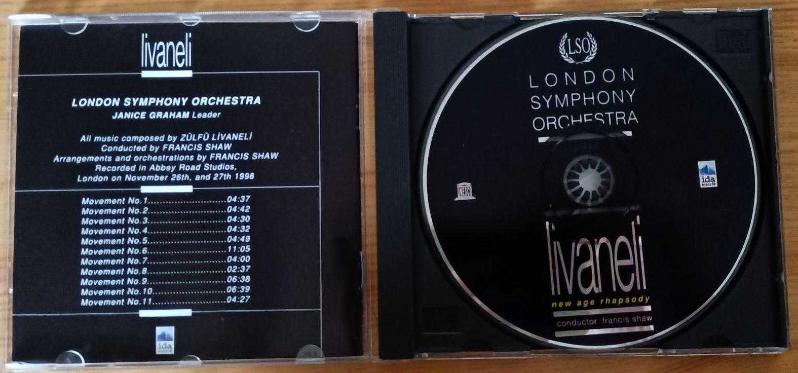 livaneli
LONDON SYMPHONY ORCHESTRA
JANICE GRAHAM Leader
All music composed by ZÜLFÜ LİVANELİ
Conducted by FRANCIS SHAW
Arrangements and orchestrations by FRANCIS SHAW
Recorded in Abbey Road Studios,
London on November 26th, and 27th 1998
Movement No.1..........................04:37
Movement No.2..........................04:42
Movement No.3..........................04:30
Movement No.4..........................04:32
Movement No.5..........................04:49
Movement No.6..........................11:05
Movement No.7..........................04:00
Movement No.8..........................02:37
Movement No.9..........................06:38
Movement No.10........................06:39
Movement No.11........................04:27
ida
LSO
LONDON
SYMPHONY
ORCHESTRA
UNESCO
ida
livaneli
new age rhapsody
conductor: francis shaw